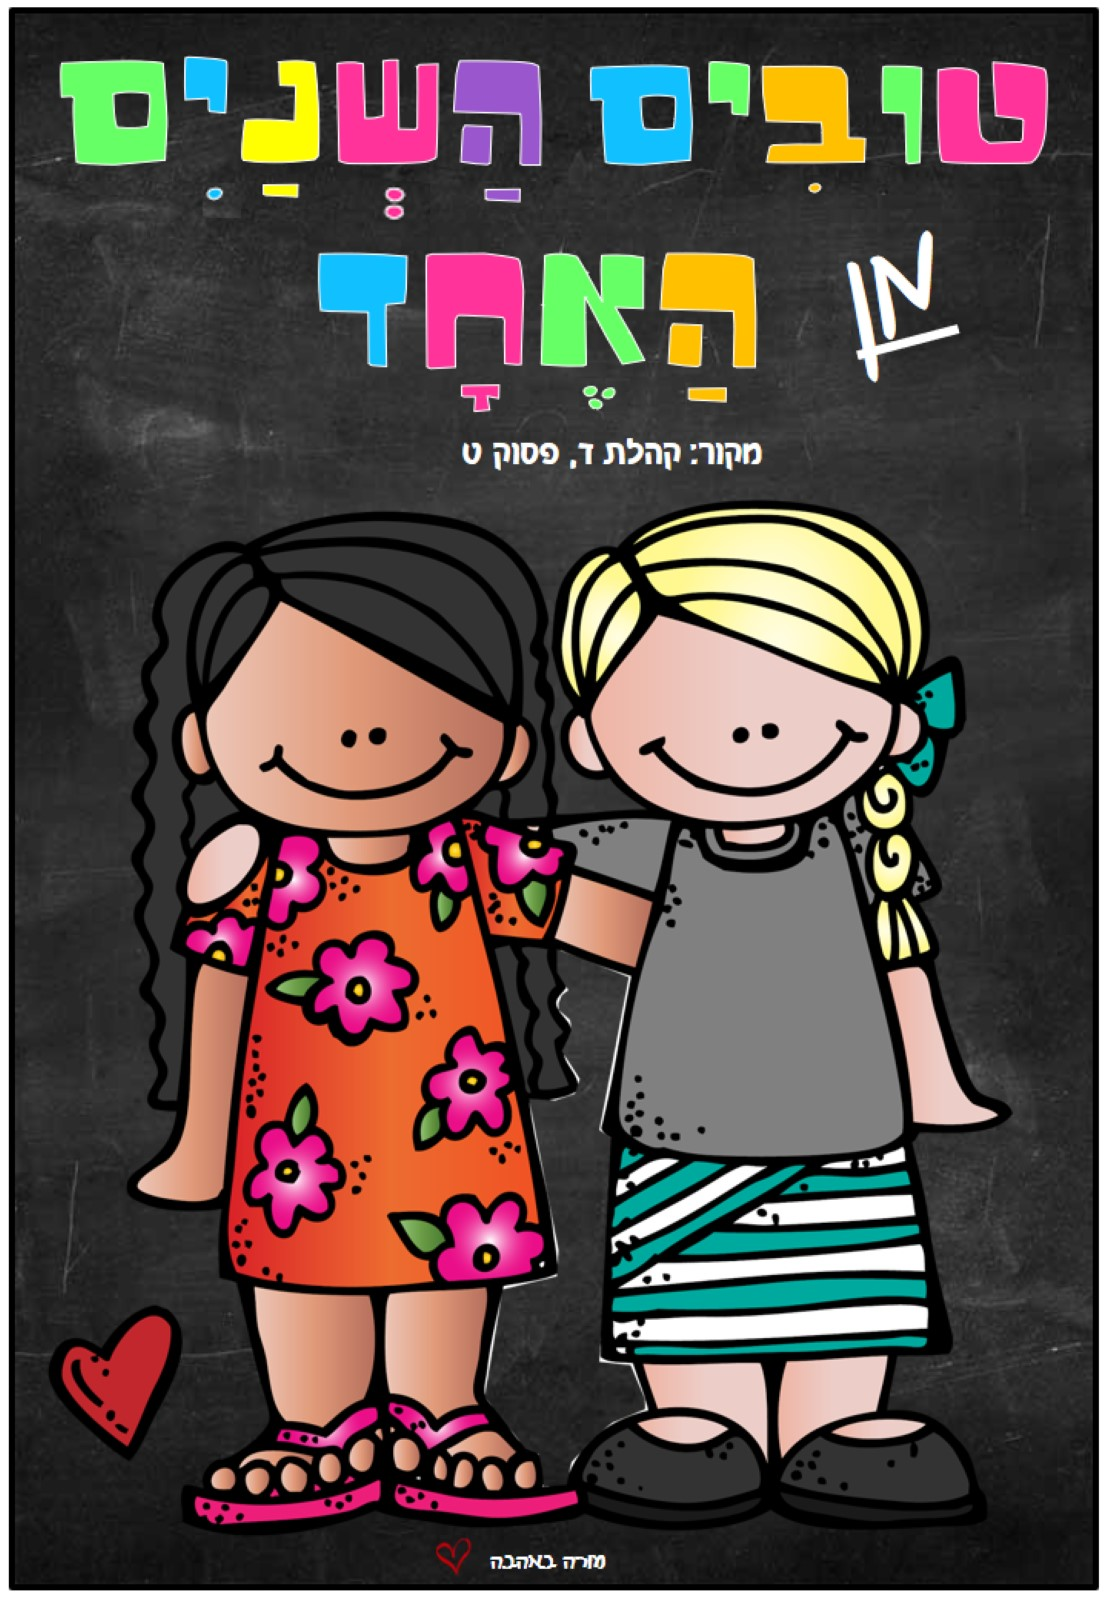 טוֹבִים הַשְּׁנַיִם
מן
הַאֶחָד
מקור: קהלת ד, פסוק ט
מורה באהבה